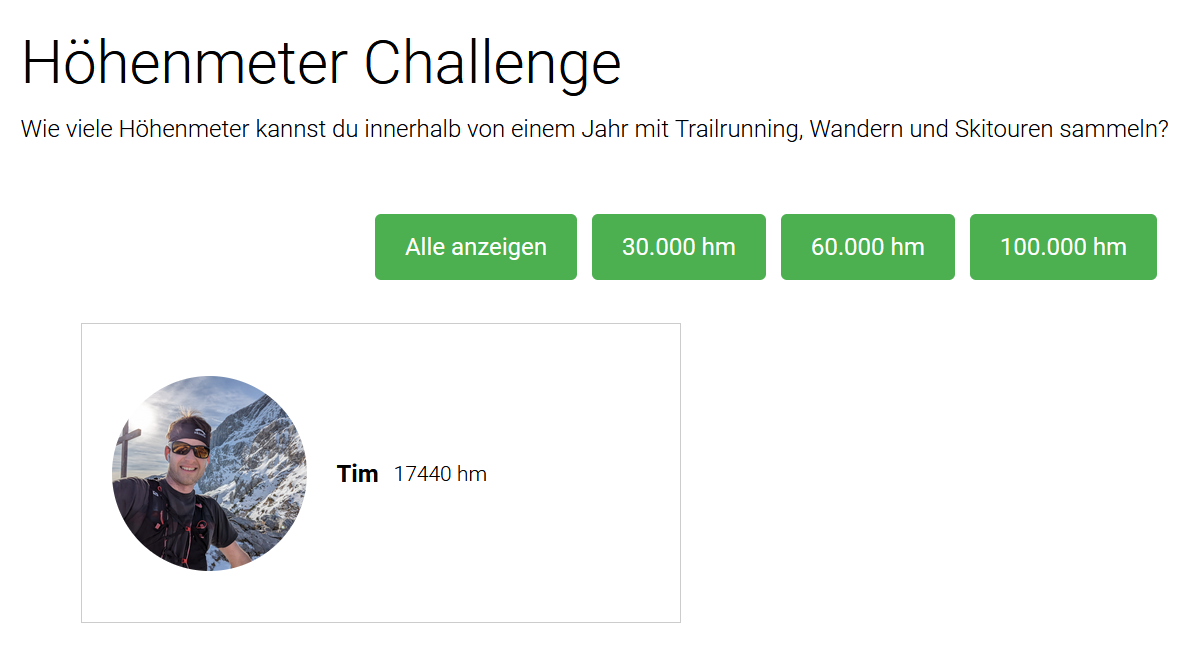 Höhenmeter Challenge
Wie viele Höhenmeter kannst du innerhalb von einem Jahr mit Trailrunning, Wandern und Skitouren sammeln?
Alle anzeigen 30.000 hm 60.000 hm 100.000 hm
Tim 17440 hm